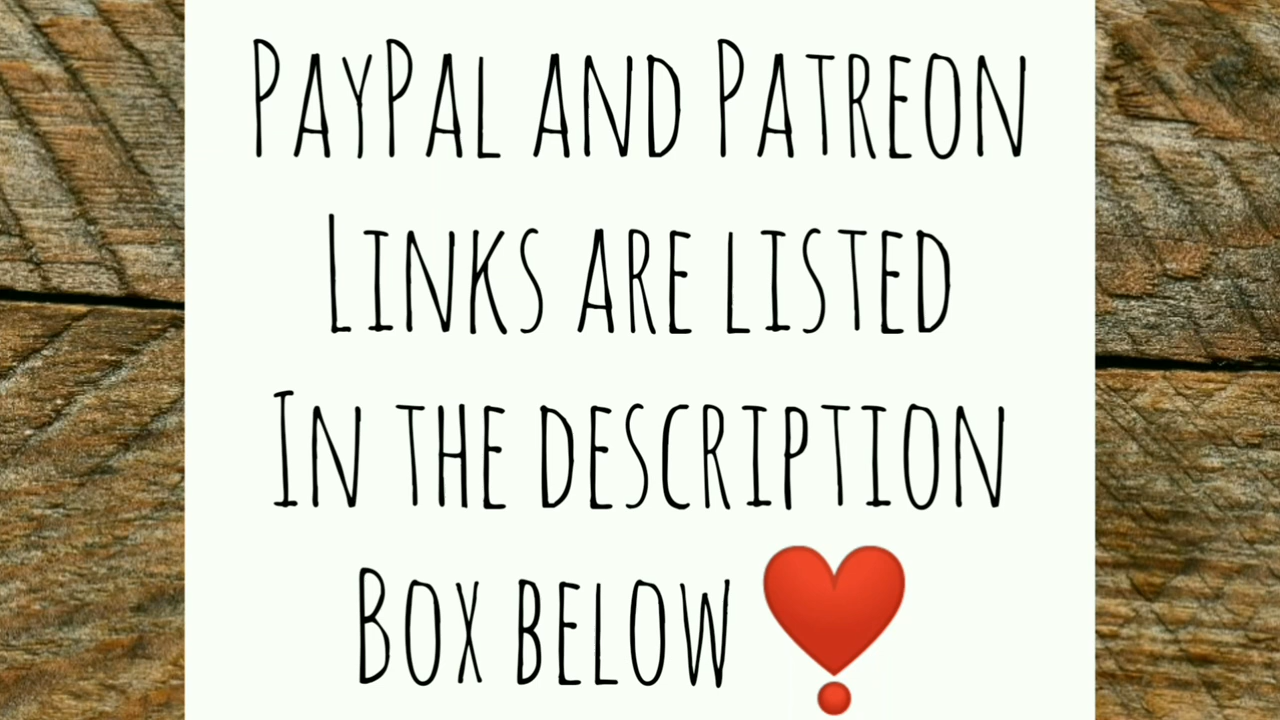 PayPal and Patreon
Links are listed
In the description
Box below ❣️